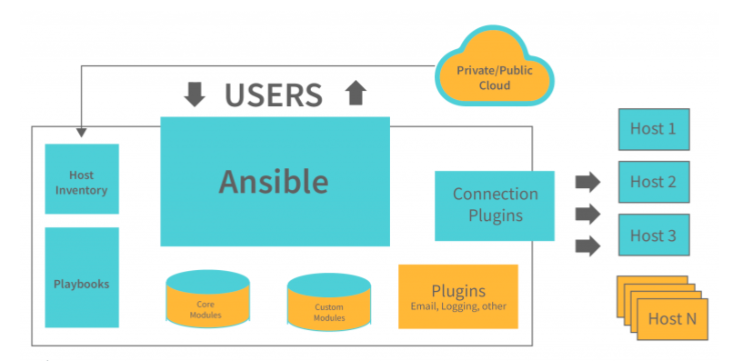 Private/Public
Cloud
USERS
Host
Inventory
Ansible
Playbooks
Core
Modules
Custom
Modules
Plugins
Email, Logging, other
Connection
Plugins
Host 1
Host 2
Host 3
Host N